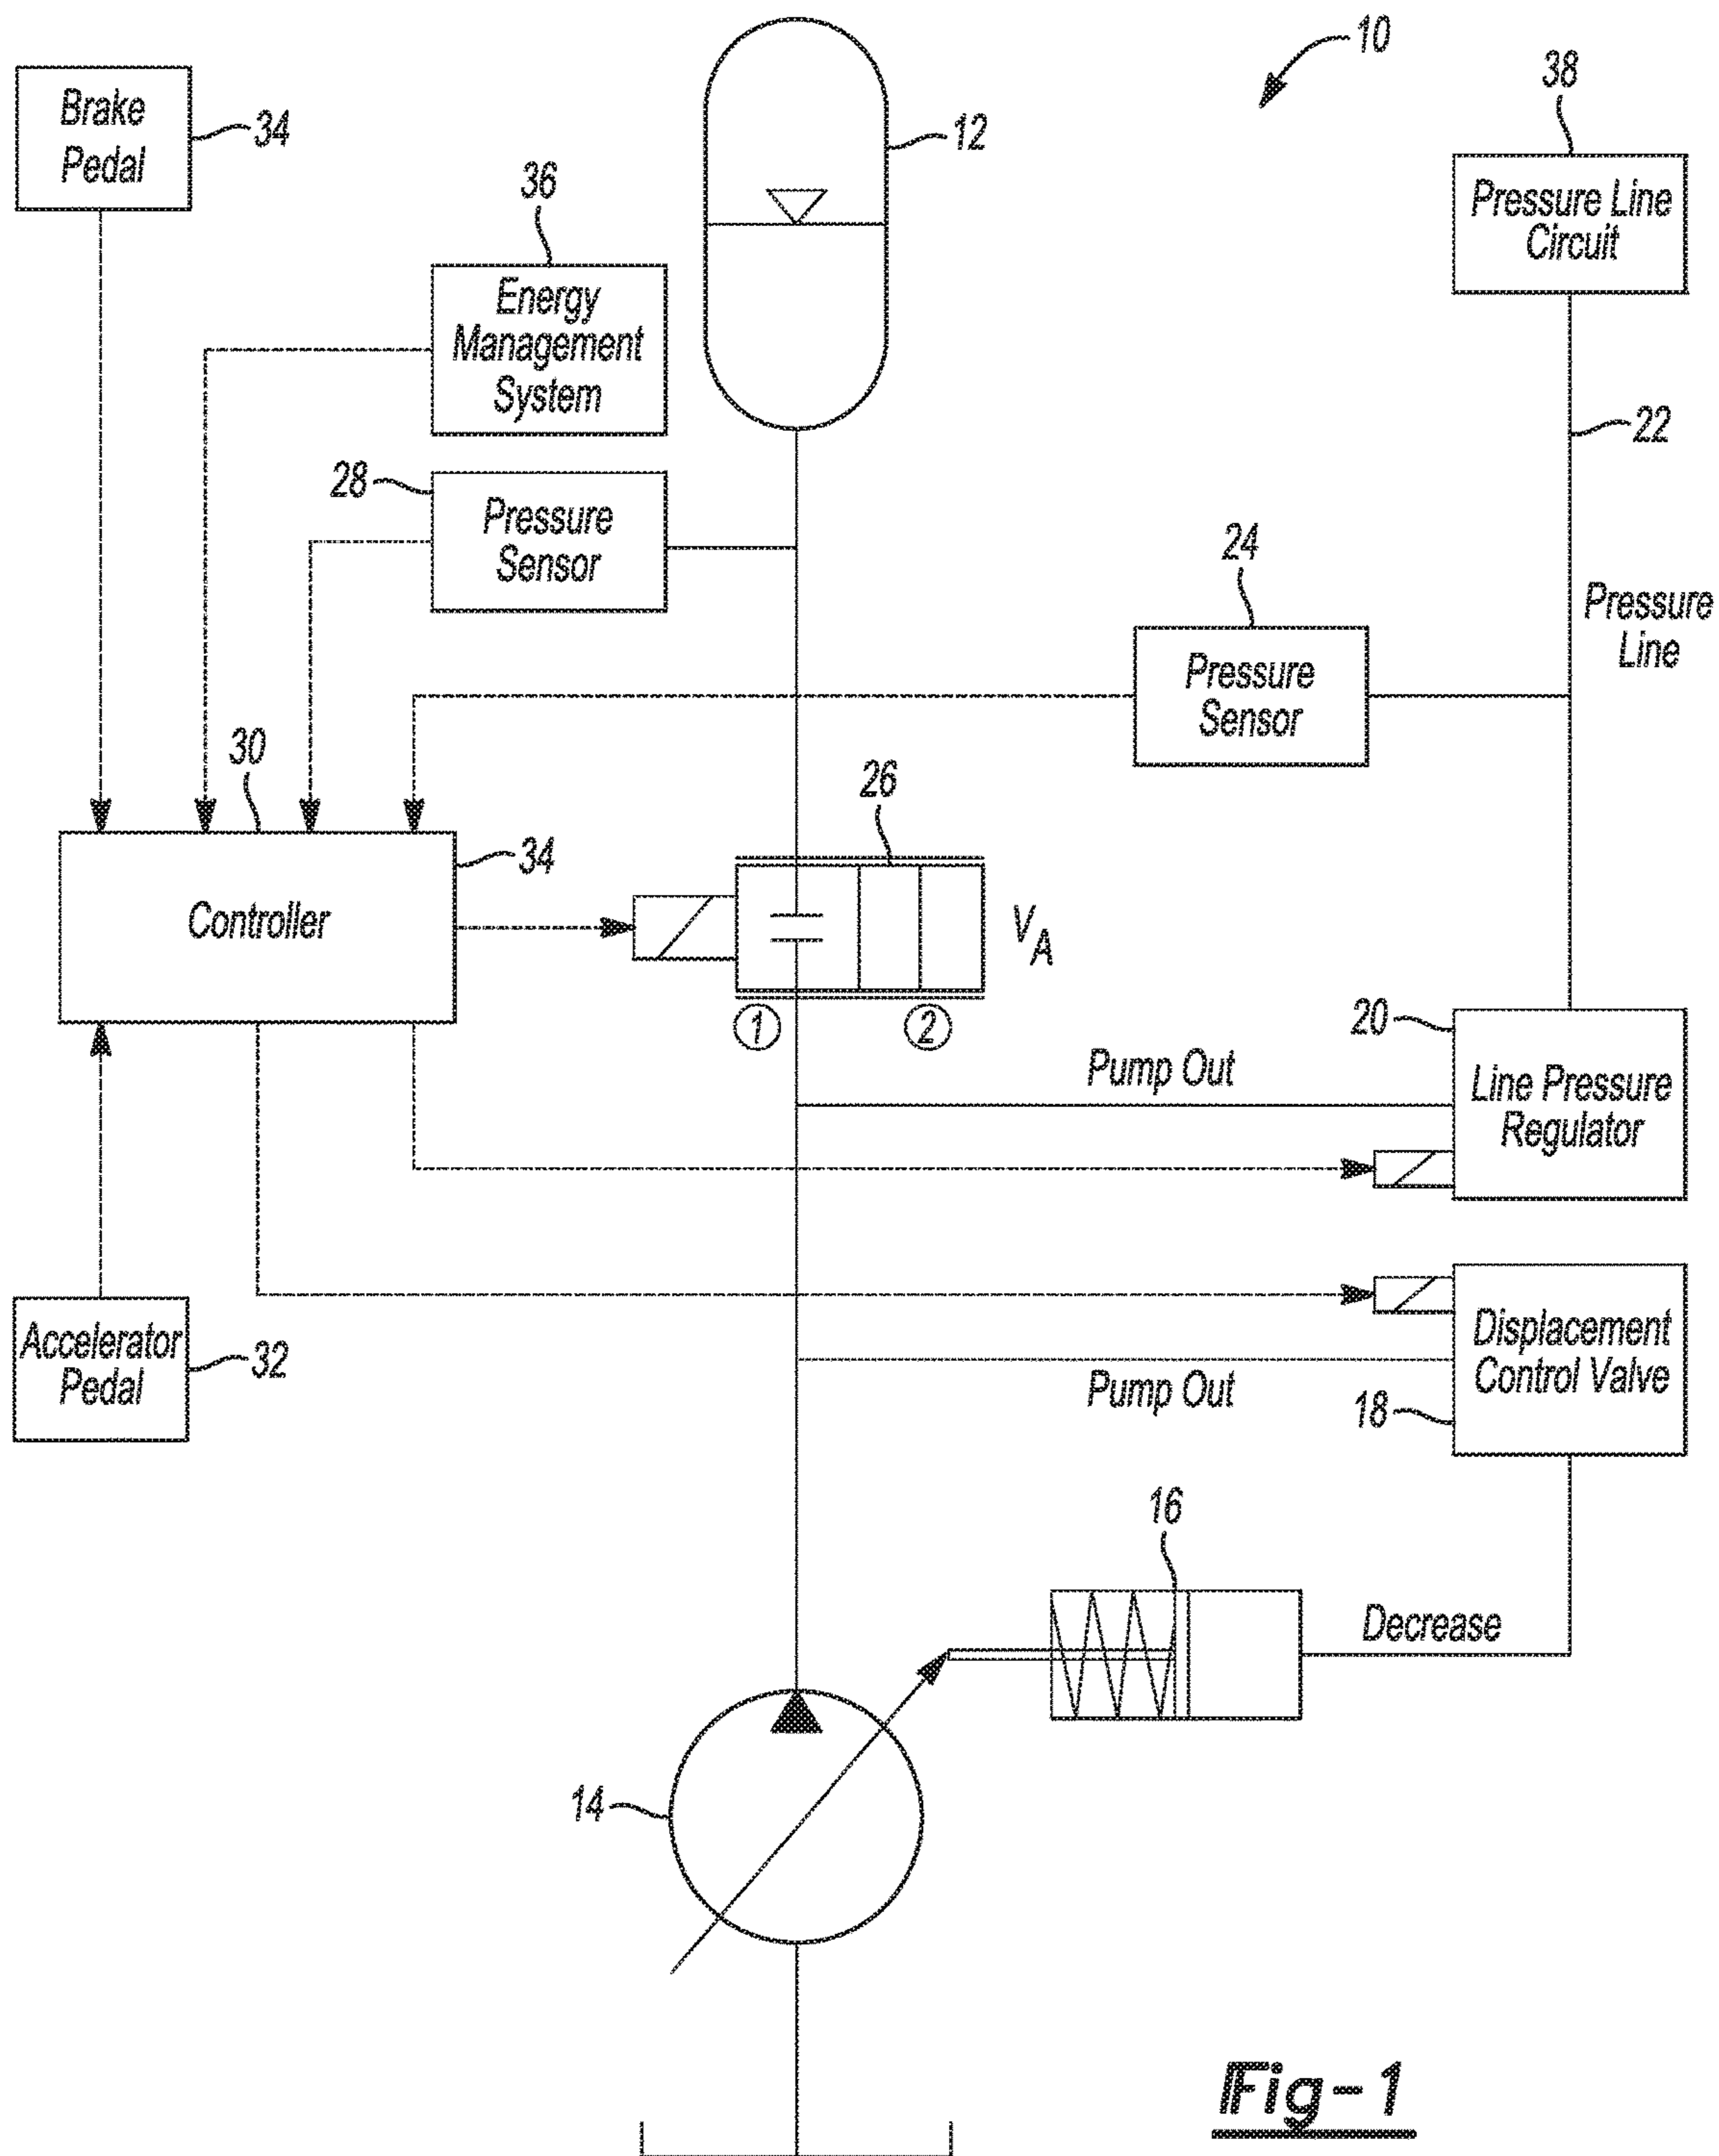 10
38
Brake
Pedal
34
12
36
Pressure Line
Circuit
Energy
Management
System
22
28
Pressure
Sensor
24
Pressure
Line
Pressure
Sensor
30
26
34
Controller
VA
1
2
20
Pump Out
Line Pressure
Regulator
Accelerator
Pedal
32
Displacement
Control Valve
Pump Out
18
16
Decrease
14
Fig-1